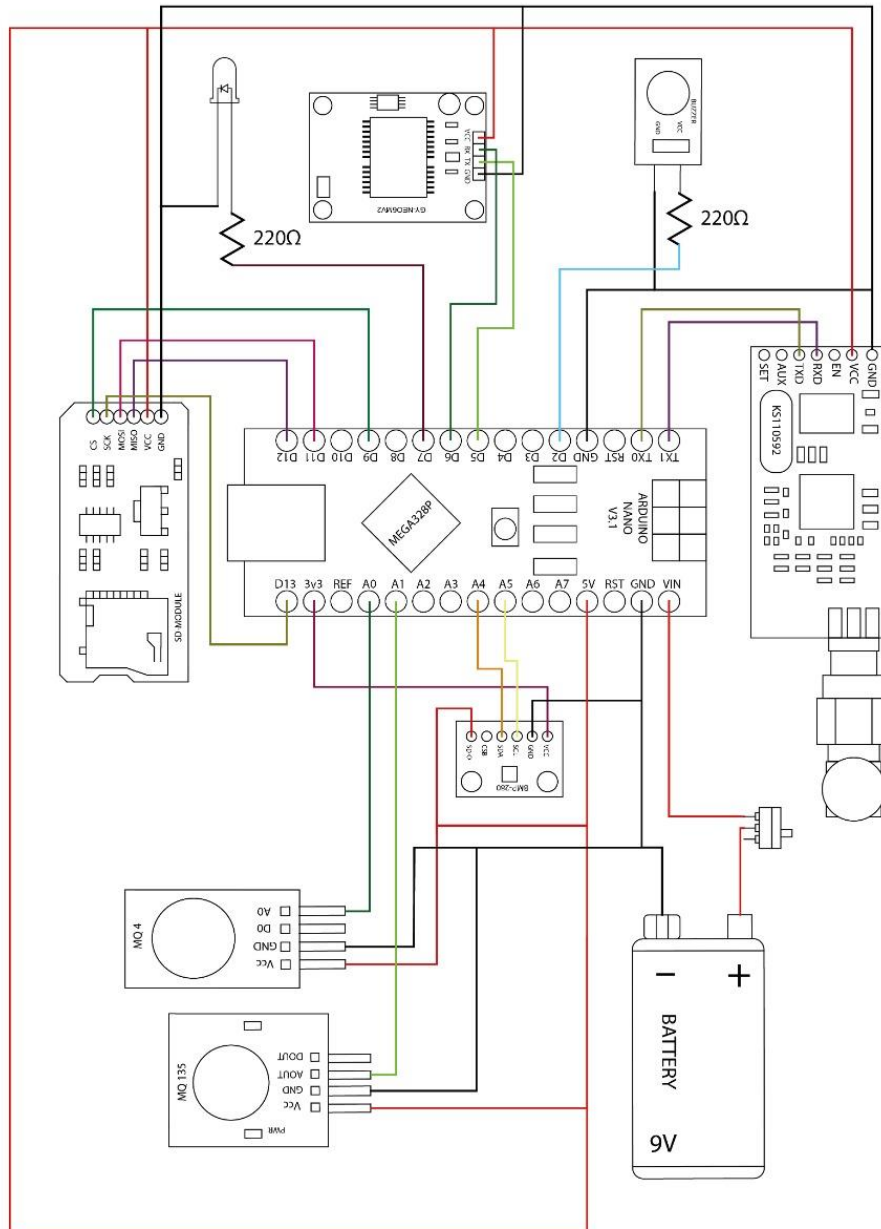 220Ω
VCC
RX
TX
GND
GY-NEO6MV2
BUZZER
VCC
GND
220Ω
CS
SCK
MOSI
MISO
VCC
GND
SD-MODULE
SET
AUX
TXD
RXD
EN
VCC
GND
KS110592
D12
D11
D10
D9
D8
D7
D6
D5
D4
D3
D2
GND
RST
TX0
TX1
MEGA328P
ARDUINO
NANO
V3.1
D13
3v3
REF
A0
A1
A2
A3
A4
A5
A6
A7
5V
RST
GND
VIN
CSB
SDA
SCL
GND
VCC
BMP-280
MQ4
A0
D0
GND
Vcc
MQ 135
DOUT
AOUT
GND
Vcc
PWR
BATTERY
- +
9V